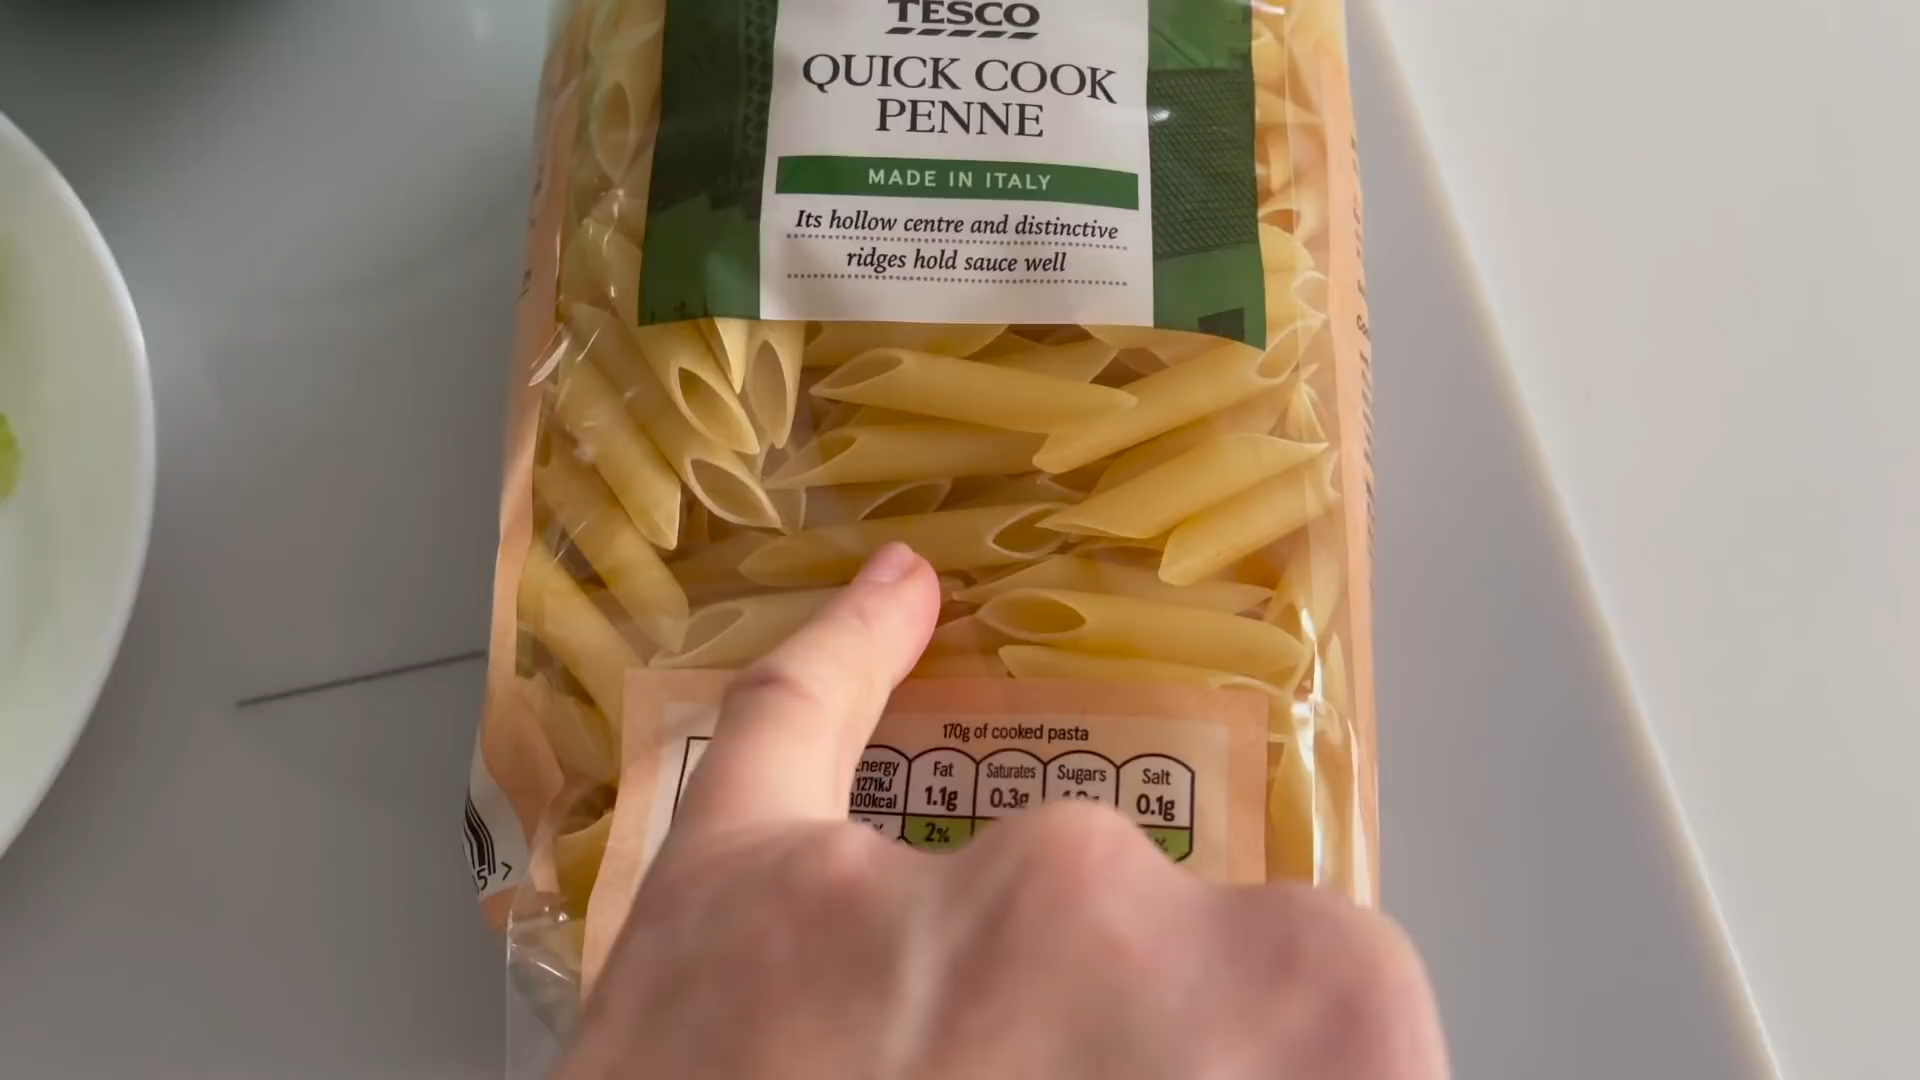 TESCO
QUICK COOK
PENNE
MADE IN ITALY
Its hollow centre and distinctive
ridges hold sauce well
170g of cooked pasta
Energy
1271kJ
300kcal
Fat
1.1g
2%
Saturates
0.3g
Sugars
Salt
0.1g